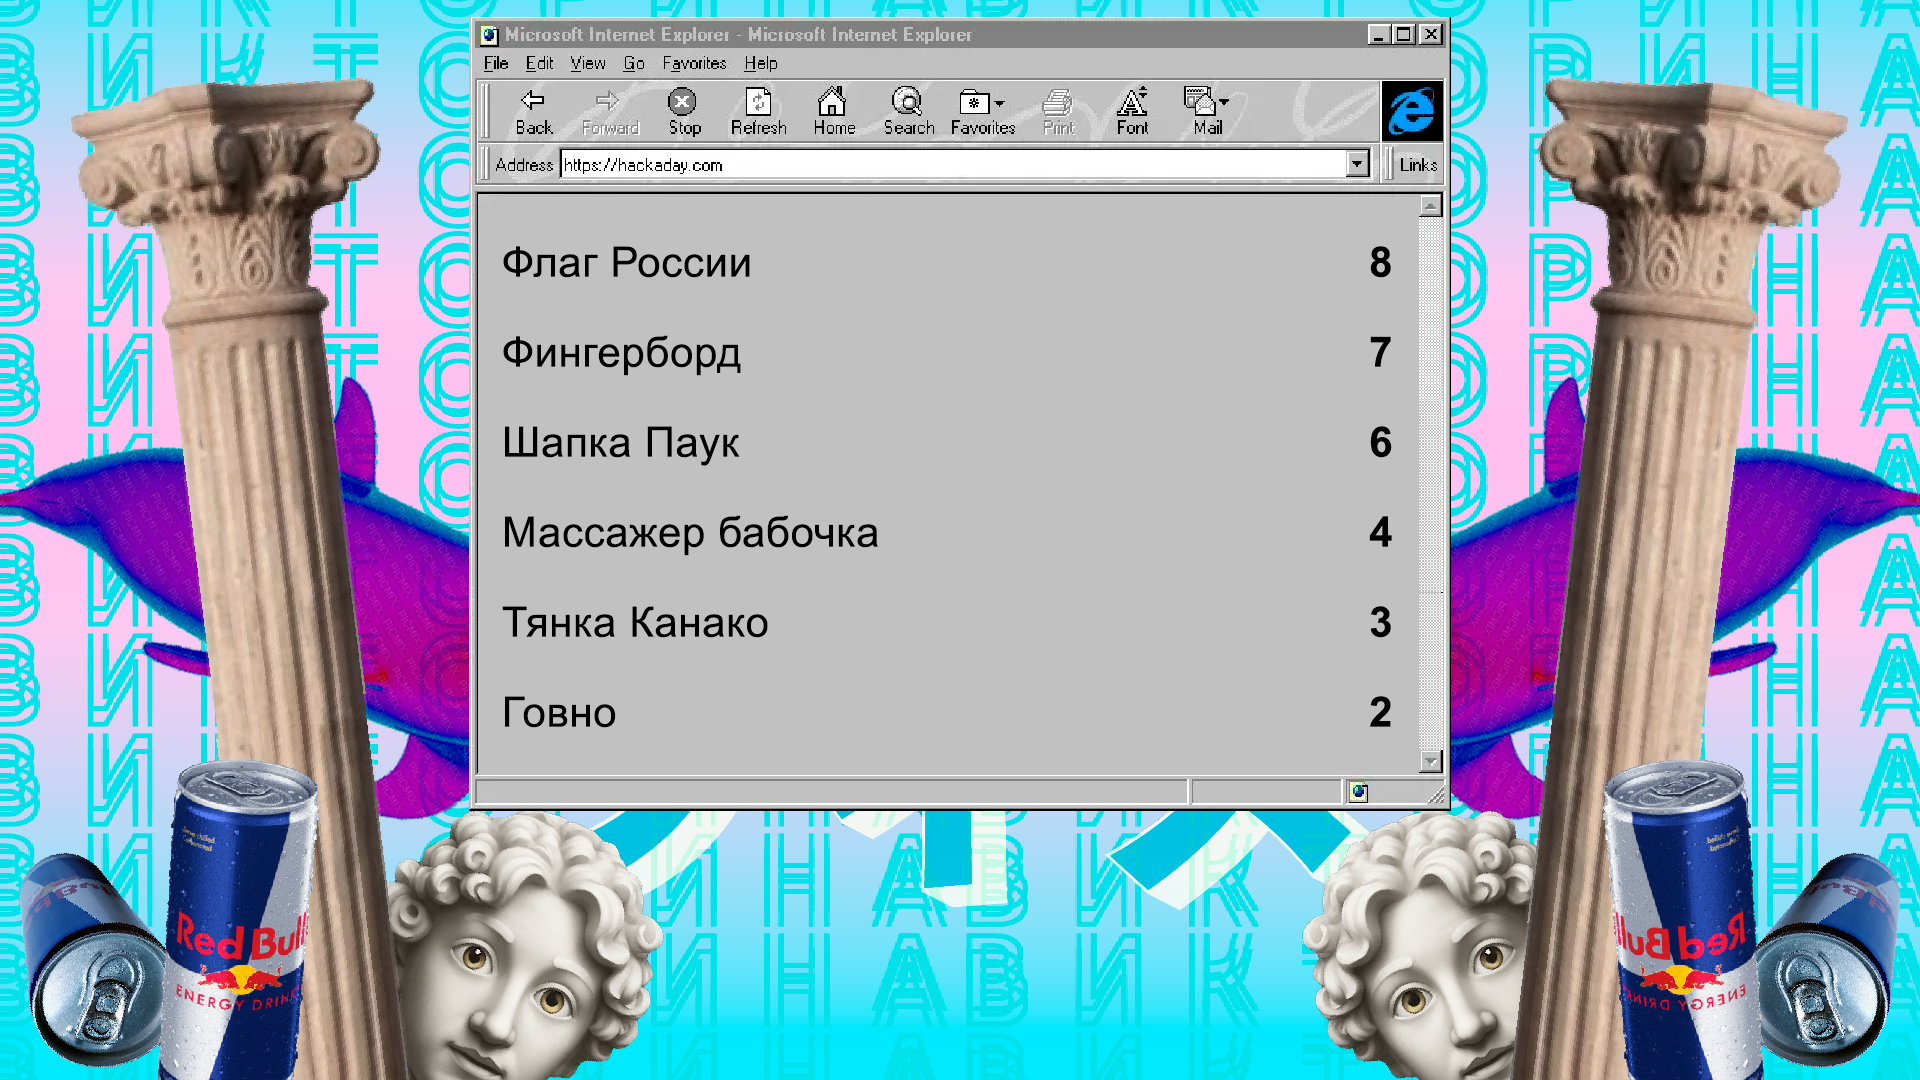 Microsoft Internet Explorer - Microsoft Internet Explorer
File Edit View Go Favorites Help
Back Forward Stop Refresh Home Search Favorites Print Font Mail
Address https://hackaday.com Links
Флаг России 8
Фингерборд 7
Шапка Паук 6
Массажер бабочка 4
Тянка Канако 3
Говно 2
Red Bull
ENERGY DRINK
Red Bull
ENERGY DRINK